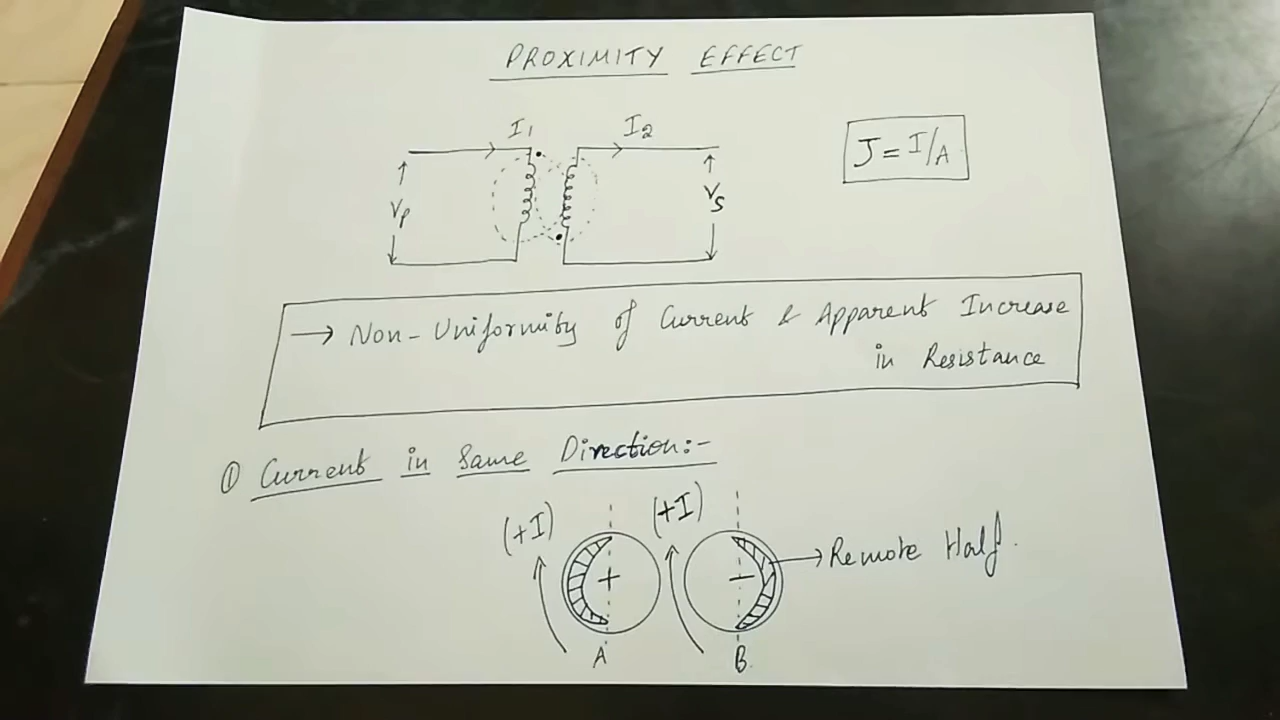 PROXIMITY EFFECT
I1 I2
J = I/A
Vp Vs
→ Non-Uniformity of Current & Apparent Increase
in Resistance
① Current in Same Direction:-
(+I) (+I)
+ −
→ Remote Half.
A B